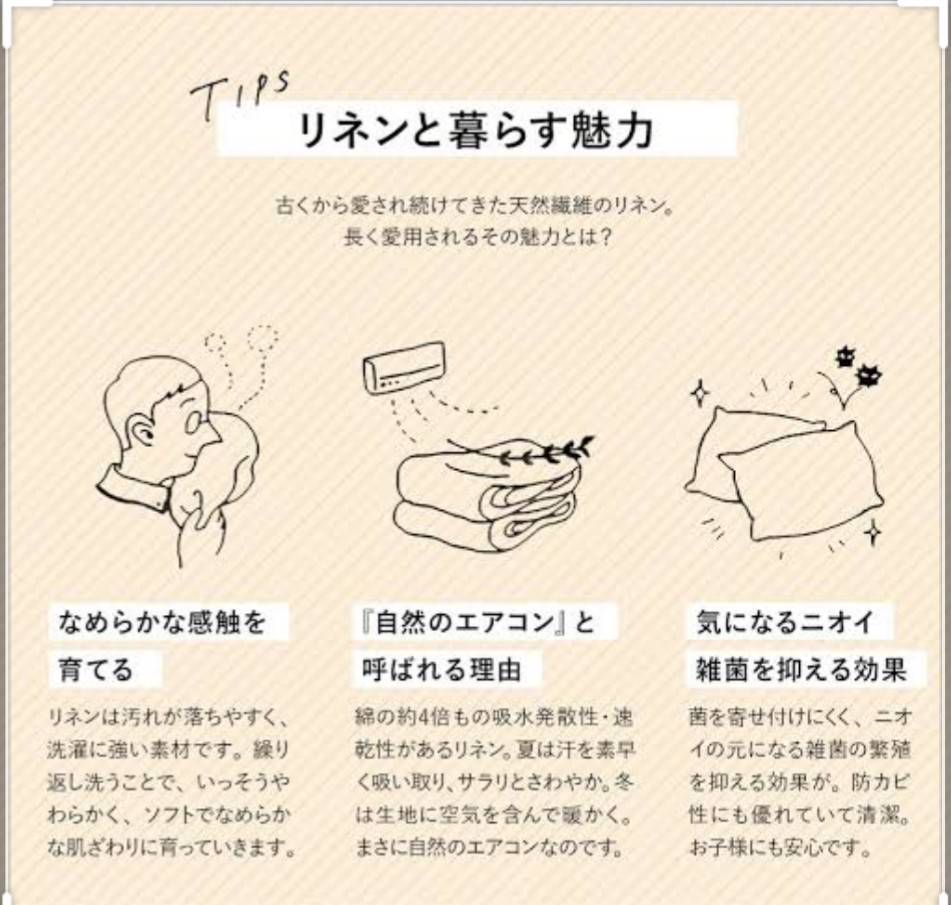 Tips
リネンと暮らす魅力
古くから愛され続けてきた天然繊維のリネン。
長く愛用されるその魅力とは？
なめらかな感触を
育てる
リネンは汚れが落ちやすく、
洗濯に強い素材です。繰り
返し洗うことで、いっそうや
わらかく、ソフトでなめらか
な肌ざわりに育っていきます。
『自然のエアコン』と
呼ばれる理由
綿の約4倍もの吸水発散性・速
乾性があるリネン。夏は汗を素早
く吸い取り、サラリとさわやか。冬
は生地に空気を含んで暖かく。
まさに自然のエアコンなのです。
気になるニオイ
雑菌を抑える効果
菌を寄せ付けにくく、ニオ
イの元になる雑菌の繁殖
を抑える効果が。防カビ
性にも優れていて清潔。
お子様にも安心です。